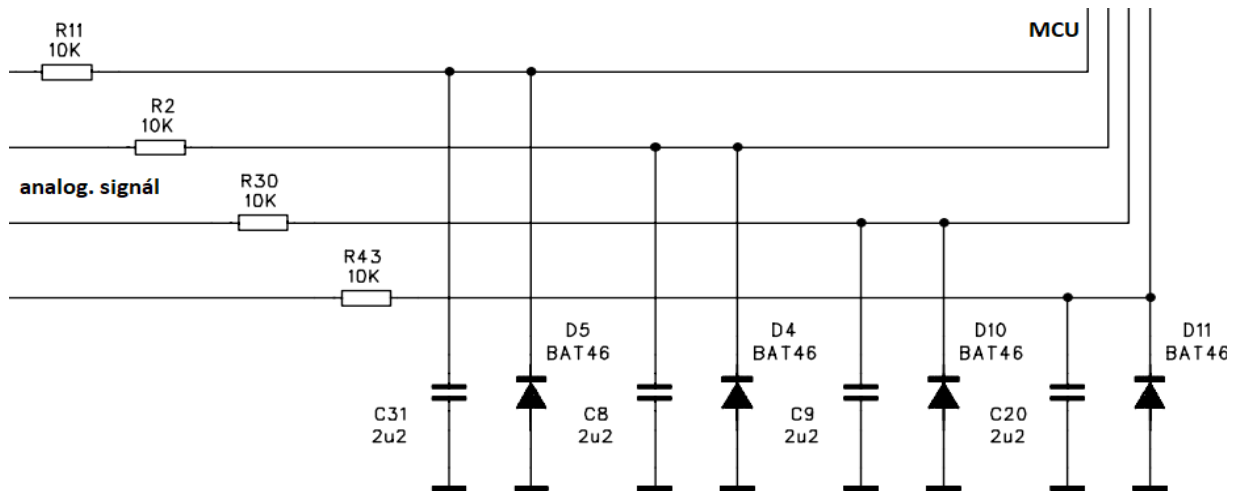 R11
10K
MCU
R2
10K
analog. signál
R30
10K
R43
10K
D5
BAT46
D4
BAT46
D10
BAT46
D11
BAT46
C31
2u2
C8
2u2
C9
2u2
C20
2u2